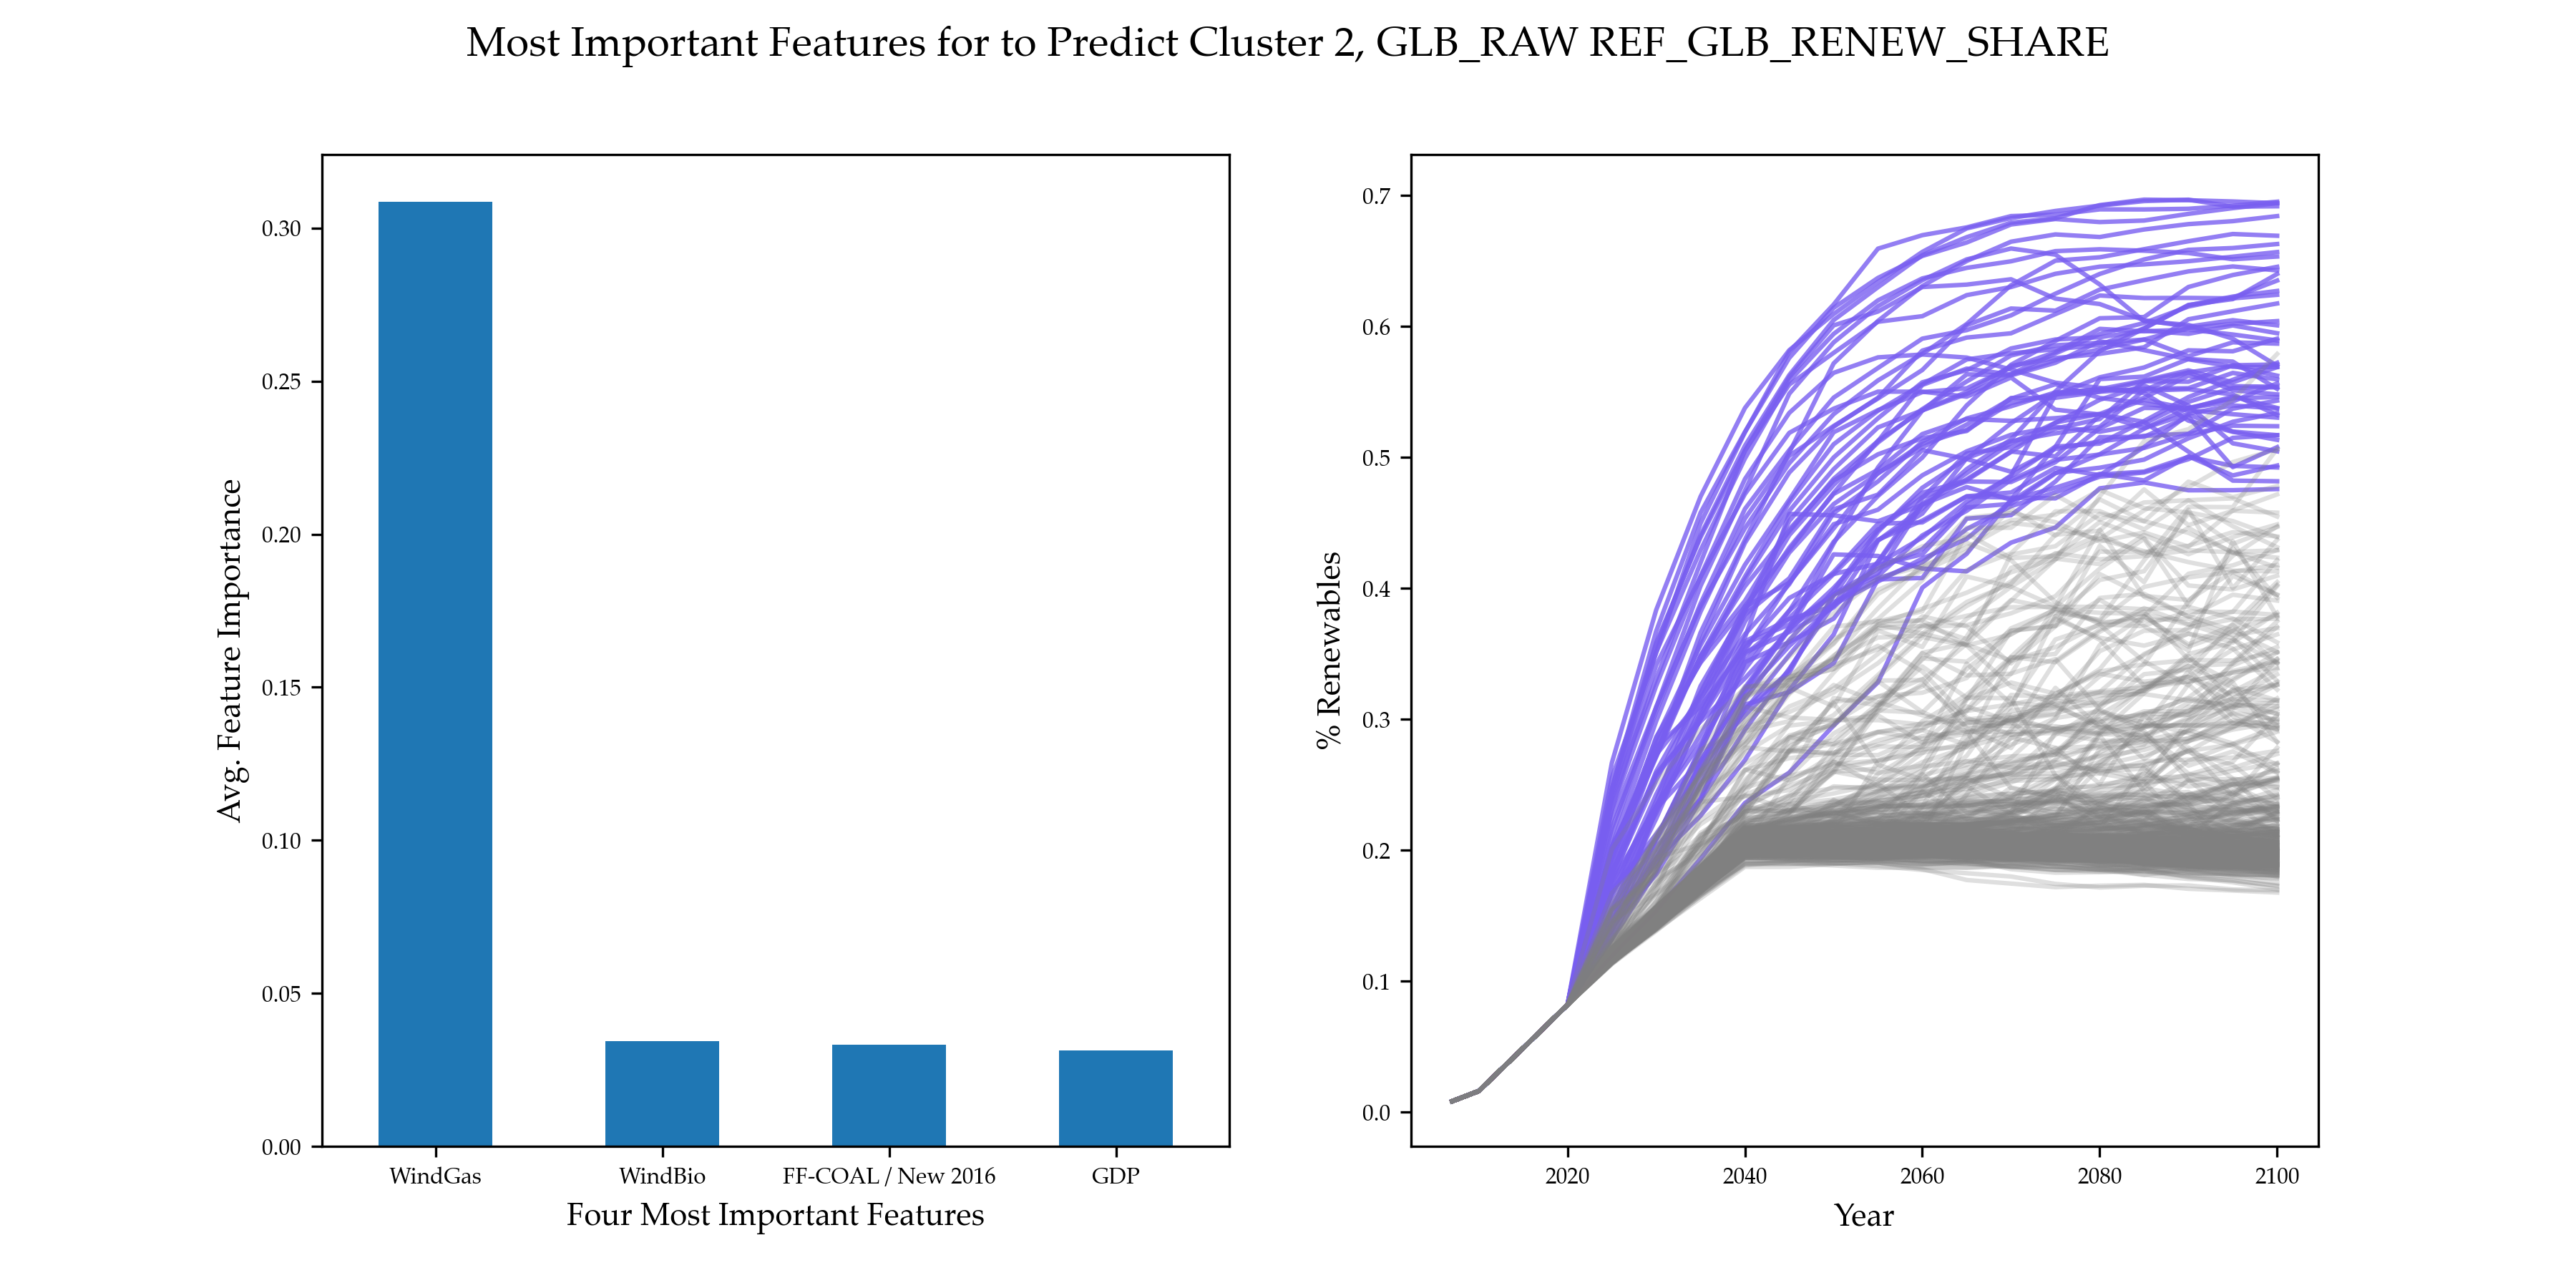 Most Important Features for to Predict Cluster 2, GLB_RAW REF_GLB_RENEW_SHARE
Avg. Feature Importance
0.30
0.25
0.20
0.15
0.10
0.05
0.00
WindGas WindBio FF-COAL / New 2016 GDP
Four Most Important Features
% Renewables
0.7
0.6
0.5
0.4
0.3
0.2
0.1
0.0
2020 2040 2060 2080 2100
Year